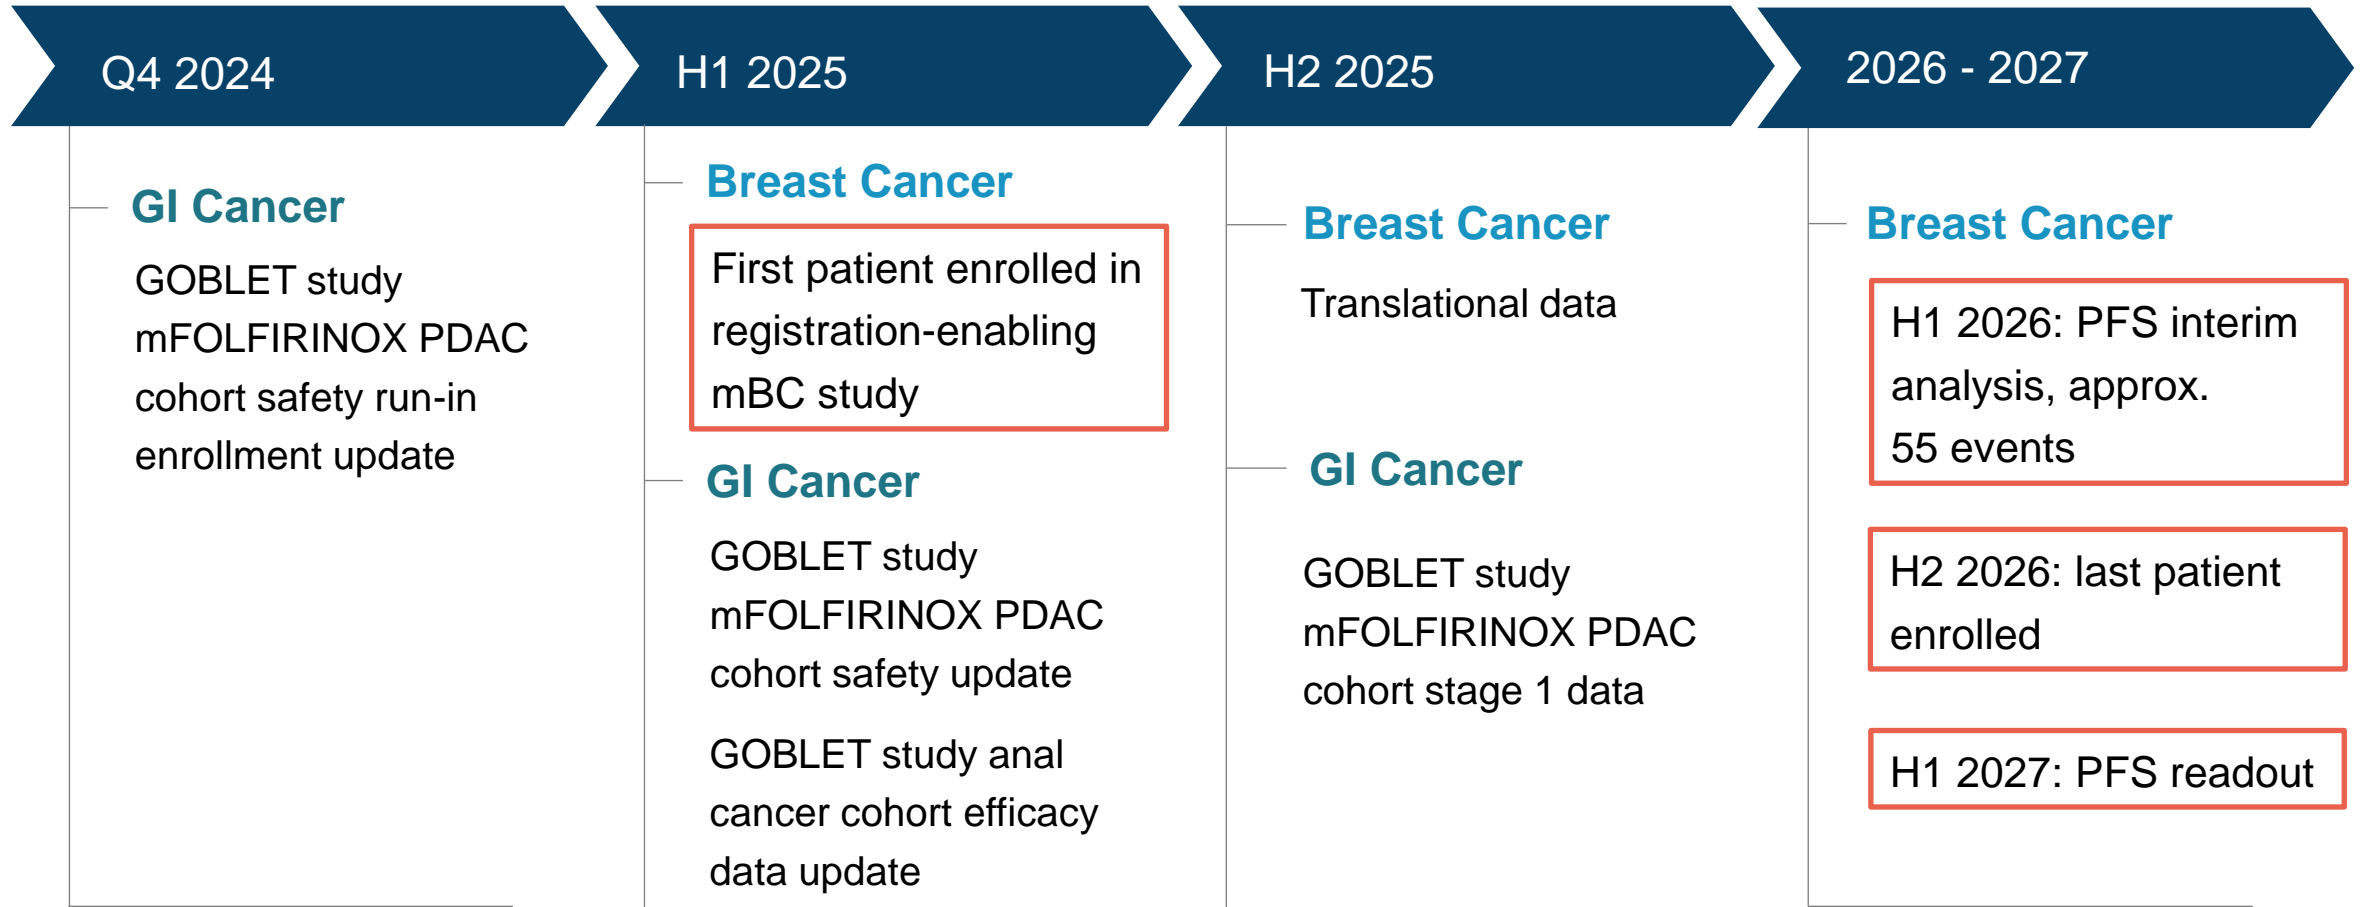 Q4 2024
GI Cancer
GOBLET study
mFOLFIRINOX PDAC
cohort safety run-in
enrollment update
H1 2025
Breast Cancer
First patient enrolled in
registration-enabling
mBC study
GI Cancer
GOBLET study
mFOLFIRINOX PDAC
cohort safety update
GOBLET study anal
cancer cohort efficacy
data update
H2 2025
Breast Cancer
Translational data
GI Cancer
GOBLET study
mFOLFIRINOX PDAC
cohort stage 1 data
2026 - 2027
Breast Cancer
H1 2026: PFS interim
analysis, approx.
55 events
H2 2026: last patient
enrolled
H1 2027: PFS readout